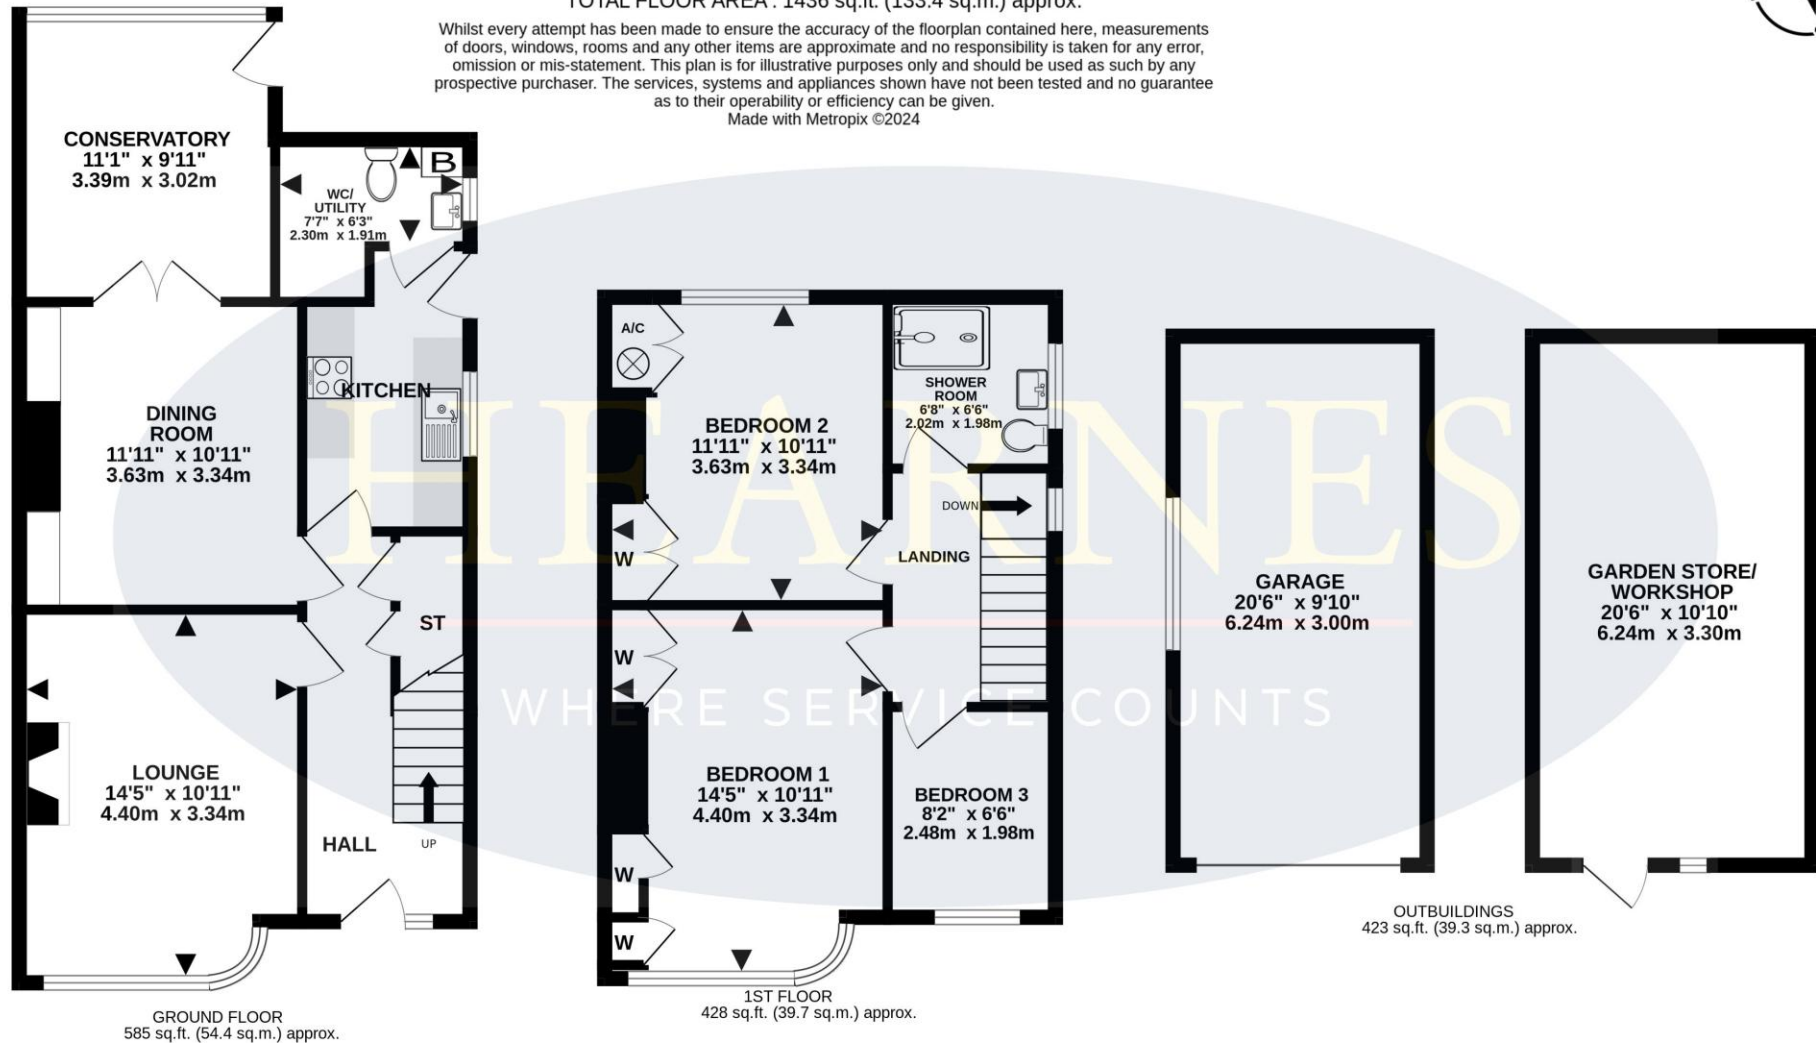 TOTAL FLOOR AREA : 1436 sq.ft. (133.4 sq.m.) approx.
Whilst every attempt has been made to ensure the accuracy of the floorplan contained here, measurements
of doors, windows, rooms and any other items are approximate and no responsibility is taken for any error,
omission or mis-statement. This plan is for illustrative purposes only and should be used as such by any
prospective purchaser. The services, systems and appliances shown have not been tested and no guarantee
as to their operability or efficiency can be given.
Made with Metropix ©2024
CONSERVATORY
11'1" x 9'11"
3.39m x 3.02m
B
WC/
UTILITY
7'7" x 6'3"
2.30m x 1.91m
KITCHEN
DINING
ROOM
11'11" x 10'11"
3.63m x 3.34m
ST
LOUNGE
14'5" x 10'11"
4.40m x 3.34m
HALL
UP
GROUND FLOOR
585 sq.ft. (54.4 sq.m.) approx.
A/C
BEDROOM 2
11'11" x 10'11"
3.63m x 3.34m
W
SHOWER
ROOM
6'8" x 6'6"
2.02m x 1.98m
DOWN
LANDING
W
BEDROOM 1
14'5" x 10'11"
4.40m x 3.34m
W
W
BEDROOM 3
8'2" x 6'6"
2.48m x 1.98m
1ST FLOOR
428 sq.ft. (39.7 sq.m.) approx.
GARAGE
20'6" x 9'10"
6.24m x 3.00m
GARDEN STORE/
WORKSHOP
20'6" x 10'10"
6.24m x 3.30m
OUTBUILDINGS
423 sq.ft. (39.3 sq.m.) approx.
HEARNES
WHERE SERVICE COUNTS